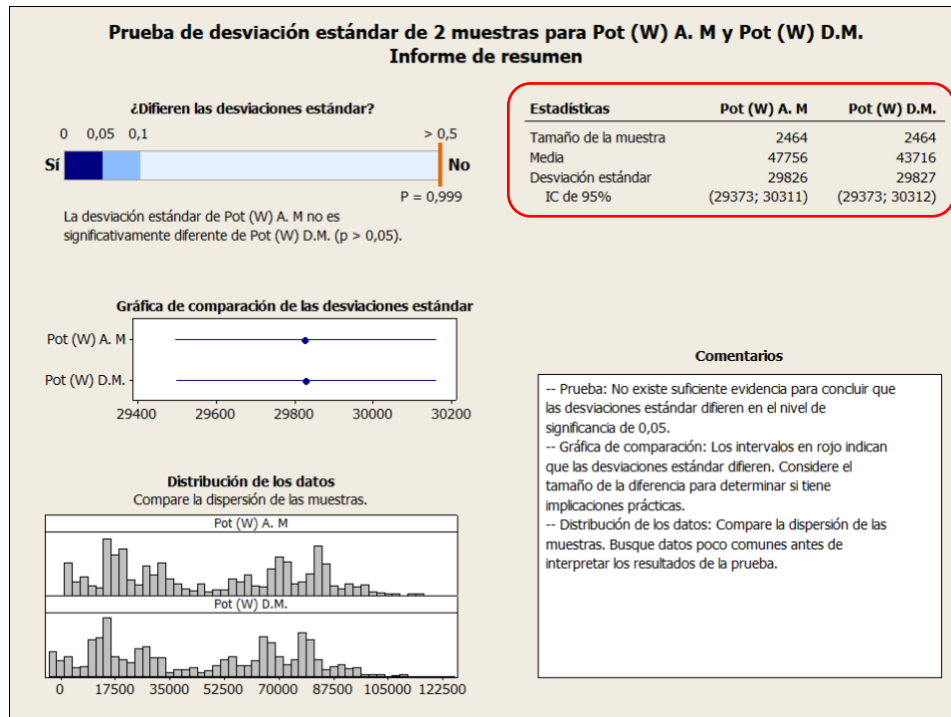 Prueba de desviación estándar de 2 muestras para Pot (W) A. M y Pot (W) D.M.
Informe de resumen
¿Difieren las desviaciones estándar?
0 0,05 0,1 > 0,5
Sí No
P = 0,999
La desviación estándar de Pot (W) A. M no es
significativamente diferente de Pot (W) D.M. (p > 0,05).
Estadísticas Pot (W) A. M Pot (W) D.M.
Tamaño de la muestra 2464 2464
Media 47756 43716
Desviación estándar 29826 29827
IC de 95% (29373; 30311) (29373; 30312)
Gráfica de comparación de las desviaciones estándar
Pot (W) A. M
Pot (W) D.M.
29400 29600 29800 30000 30200
Distribución de los datos
Compare la dispersión de las muestras.
Pot (W) A. M
Pot (W) D.M.
0 17500 35000 52500 70000 87500 105000 122500
Comentarios
-- Prueba: No existe suficiente evidencia para concluir que
las desviaciones estándar difieren en el nivel de
significancia de 0,05.
-- Gráfica de comparación: Los intervalos en rojo indican
que las desviaciones estándar difieren. Considere el
tamaño de la diferencia para determinar si tiene
implicaciones prácticas.
-- Distribución de los datos: Compare la dispersión de las
muestras. Busque datos poco comunes antes de
interpretar los resultados de la prueba.